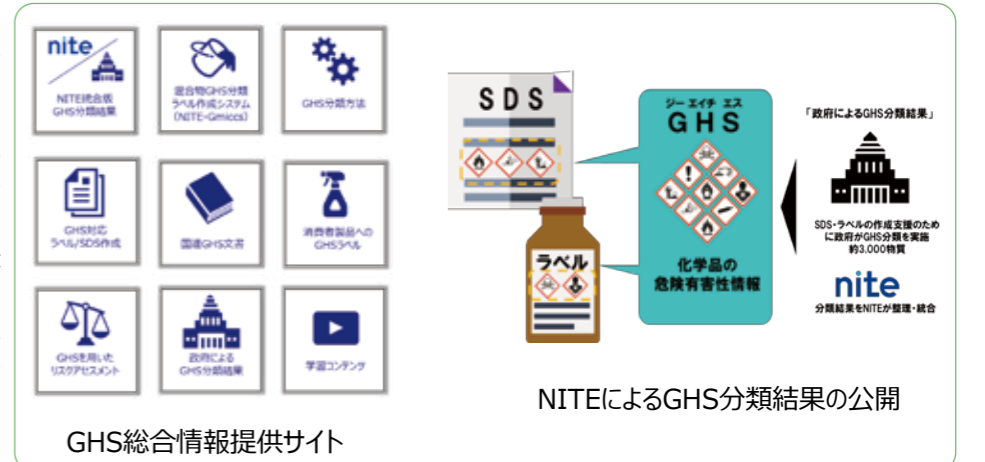 nite
NITE統合版
GHS分類結果
混合物GHS分類
ラベル作成システム
(NITE-Gmiccs)
GHS分類方法
GHS対応
ラベル/SDS作成
国連GHS文書
消費者製品への
GHSラベル
GHSを用いた
リスクアセスメント
政府による
GHS分類結果
学習コンテンツ
GHS総合情報提供サイト
SDS
ラベル
ジー エイチ エス
GHS
化学品の
危険有害性情報
「政府によるGHS分類結果」
SDS・ラベルの作成支援のため
に政府がGHS分類を実施
約3,000物質
nite
分類結果をNITEが整理・統合
NITEによるGHS分類結果の公開